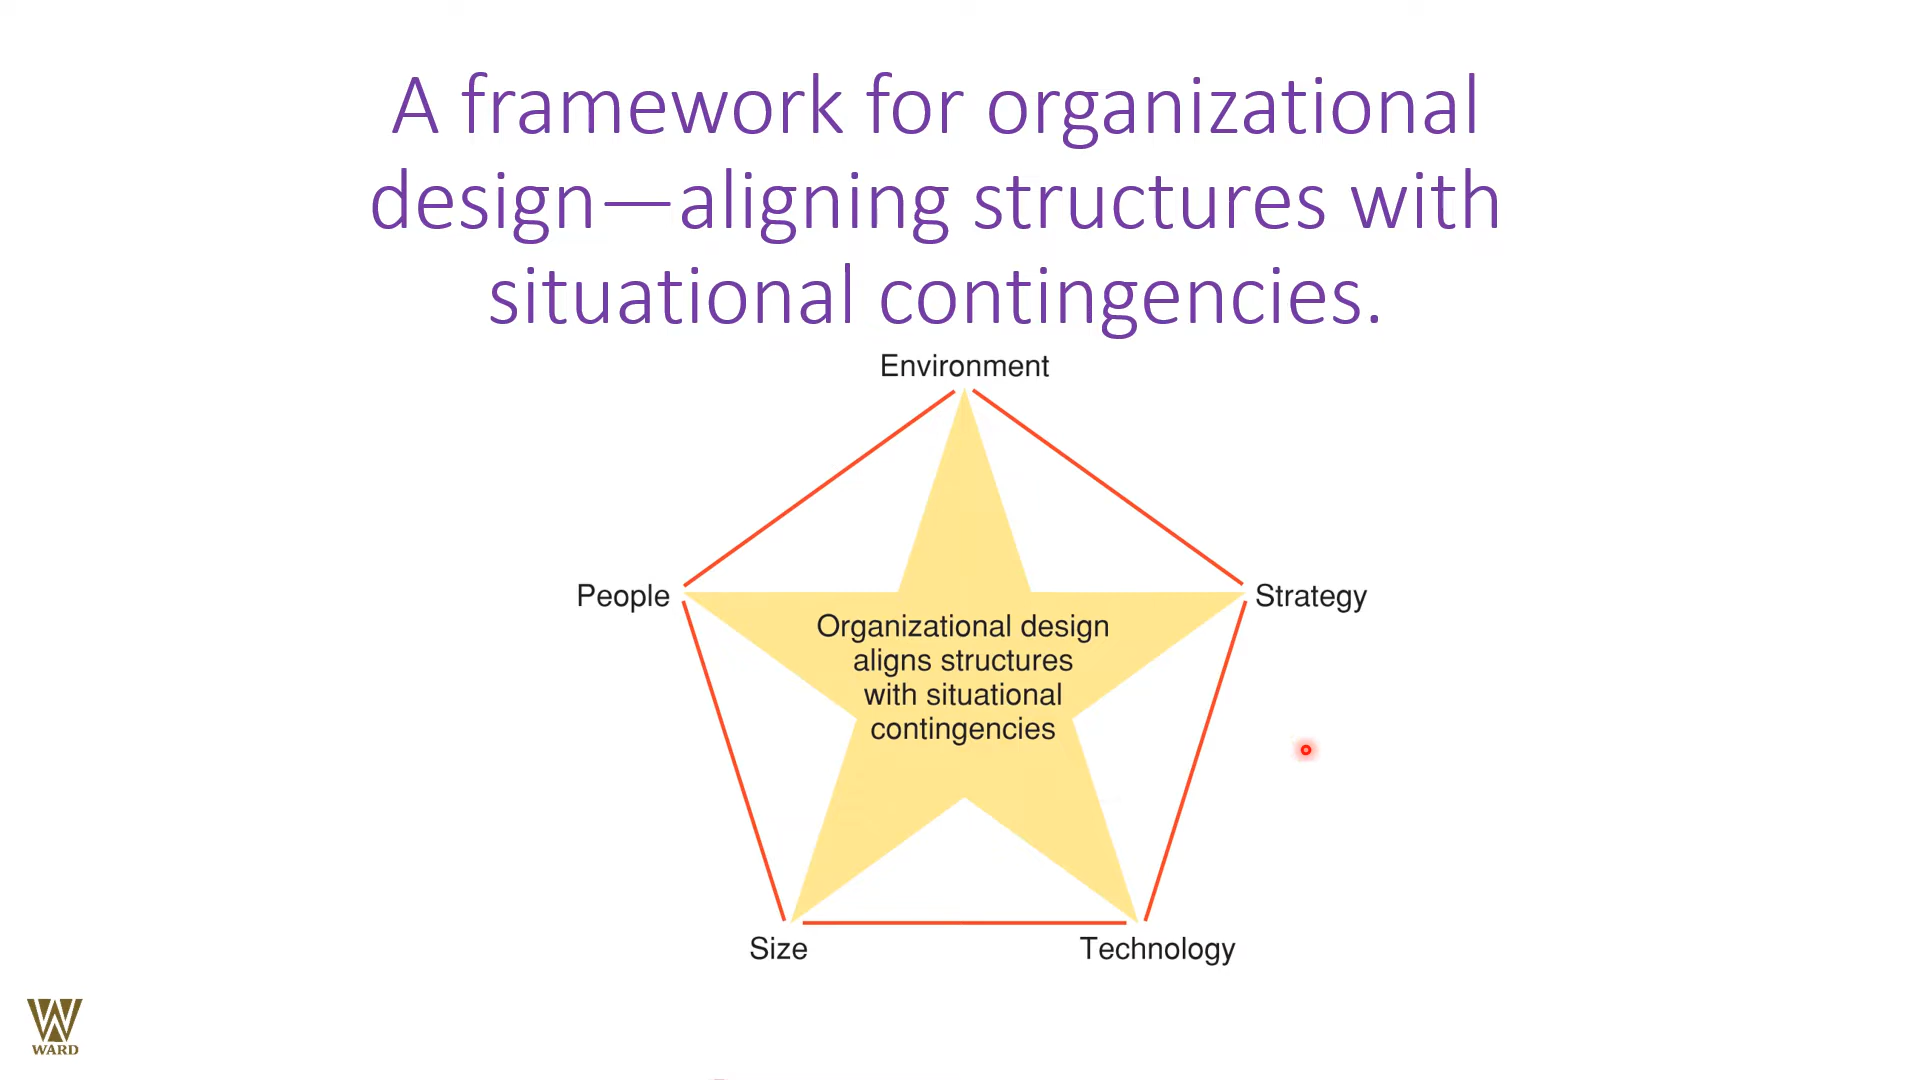 A framework for organizational
design—aligning structures with
situational contingencies.
Environment
People
Strategy
Organizational design
aligns structures
with situational
contingencies
Size
Technology
WARD